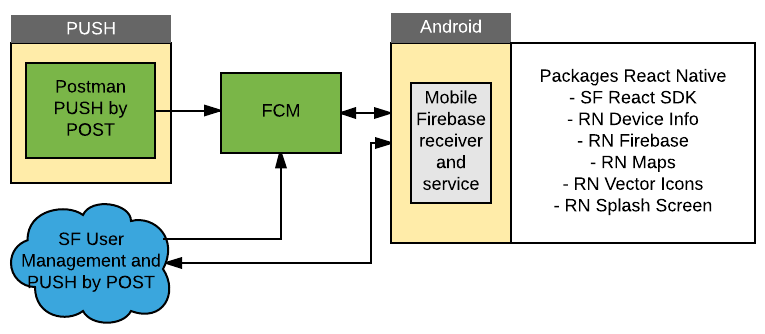 PUSH
Postman
PUSH by
POST
FCM
Android
Mobile
Firebase
receiver
and
service
Packages React Native
- SF React SDK
- RN Device Info
- RN Firebase
- RN Maps
- RN Vector Icons
- RN Splash Screen
SF User
Management and
PUSH by POST